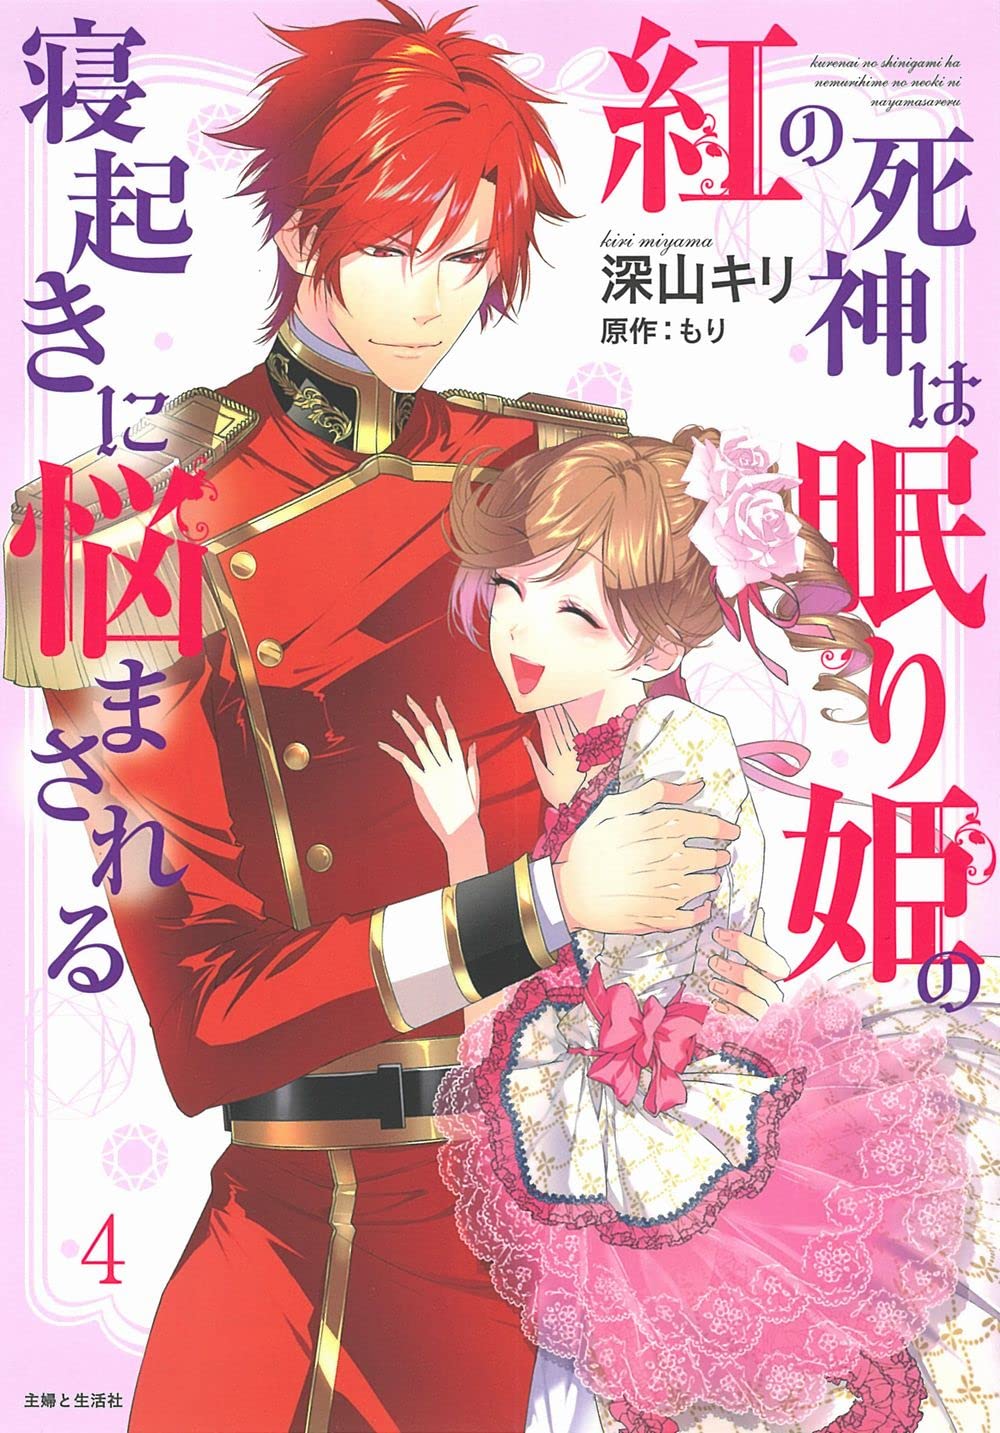 紅の
死神は
眠り姫の
寝起きに
悩まされる
kurenai no shinigami ha
nemurihime no neoki ni
nayamasareru
kiri miyama
深山キリ
原作：もり
4
主婦と生活社